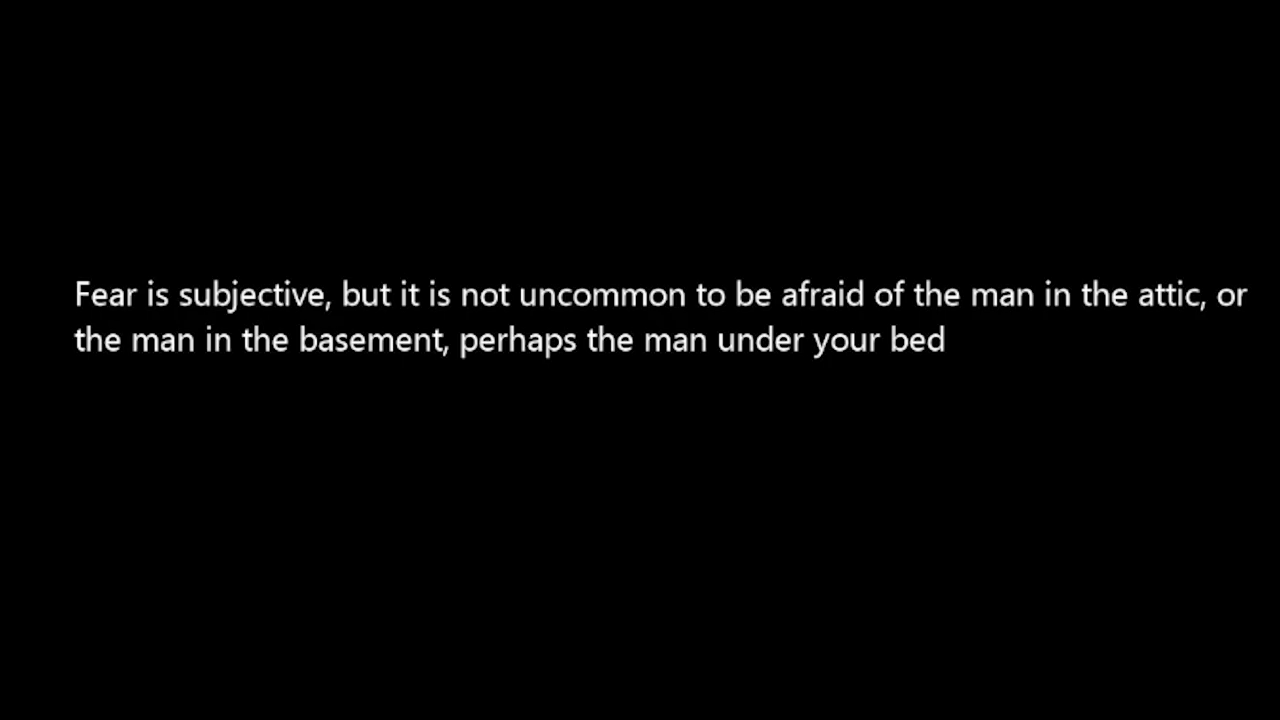 Fear is subjective, but it is not uncommon to be afraid of the man in the attic, or
the man in the basement, perhaps the man under your bed